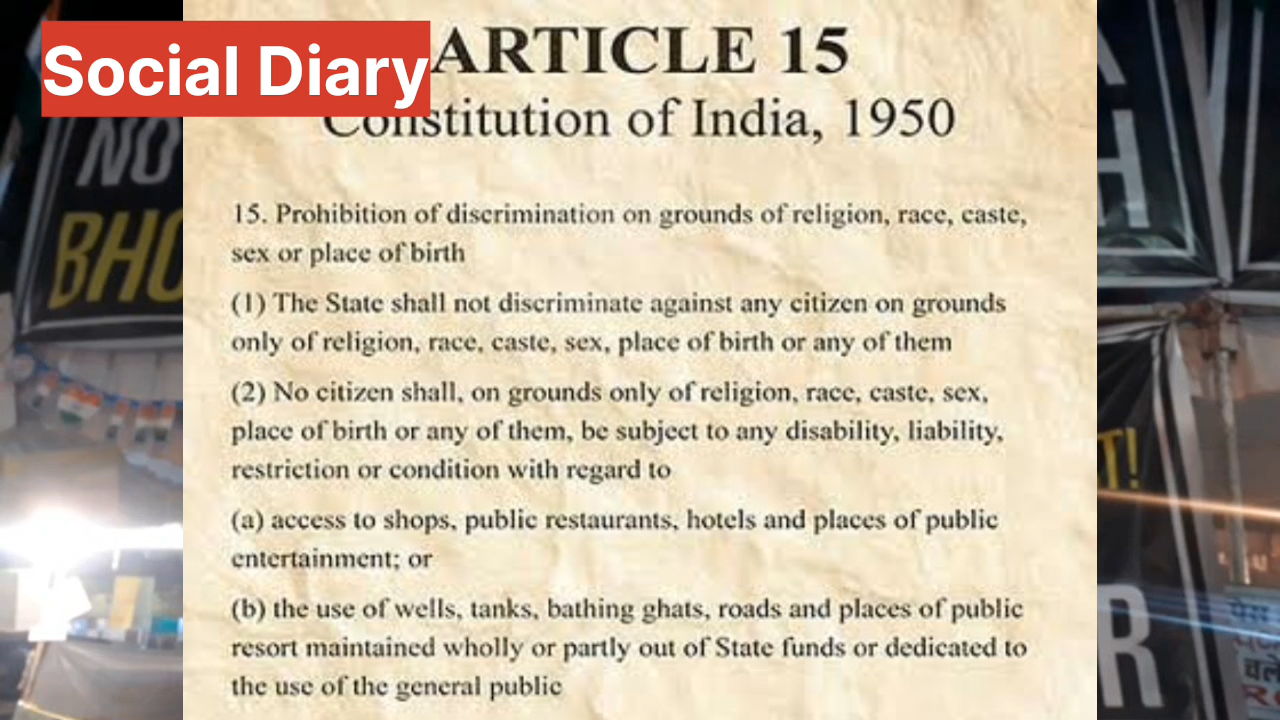 Social Diary
ARTICLE 15
Constitution of India, 1950
15. Prohibition of discrimination on grounds of religion, race, caste,
sex or place of birth
(1) The State shall not discriminate against any citizen on grounds
only of religion, race, caste, sex, place of birth or any of them
(2) No citizen shall, on grounds only of religion, race, caste, sex,
place of birth or any of them, be subject to any disability, liability,
restriction or condition with regard to
(a) access to shops, public restaurants, hotels and places of public
entertainment; or
(b) the use of wells, tanks, bathing ghats, roads and places of public
resort maintained wholly or partly out of State funds or dedicated to
the use of the general public
NO